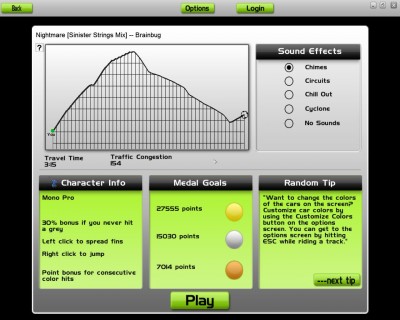 Back
Options
Login
Nightmare [Sinister Strings Mix] -- Brainbug
?
You
Travel Time
3:15
Traffic Congestion
154
Sound Effects
Chimes
Circuits
Chill Out
Cyclone
No Sounds
Character Info
Mono Pro
30% bonus if you never hit
a grey
Left click to spread fins
Right click to jump
Point bonus for consecutive
color hits
Medal Goals
27555 points
15030 points
7014 points
Random Tip
"Want to change the colors
of the cars on the screen?
Customize car colors by
using the Customize Colors
button on the options
screen. You can get to the
options screen by hitting
ESC while riding a track."
---next tip
Play